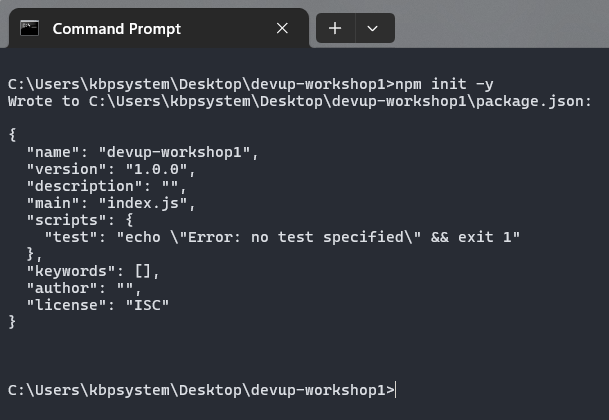 Command Prompt
C:\Users\kbpsystem\Desktop\devup-workshop1>npm init -y
Wrote to C:\Users\kbpsystem\Desktop\devup-workshop1\package.json:
{
  "name": "devup-workshop1",
  "version": "1.0.0",
  "description": "",
  "main": "index.js",
  "scripts": {
    "test": "echo \"Error: no test specified\" && exit 1"
  },
  "keywords": [],
  "author": "",
  "license": "ISC"
}
C:\Users\kbpsystem\Desktop\devup-workshop1>